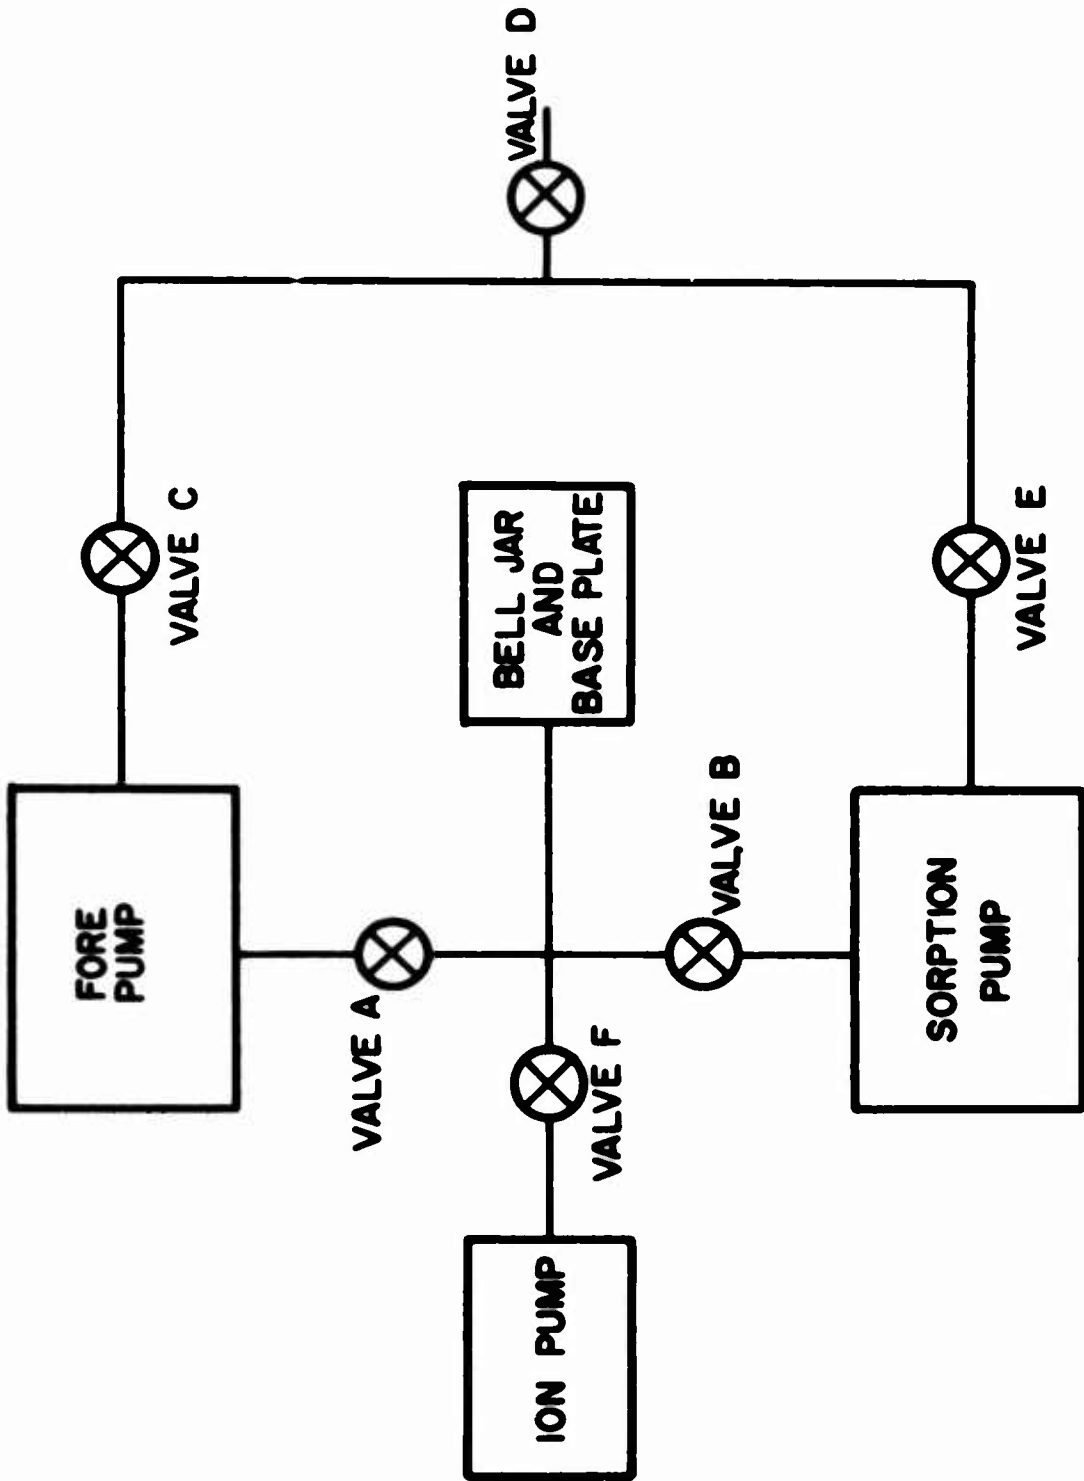 FORE
PUMP
VALVE C
VALVE A
ION PUMP
VALVE F
BELL JAR
AND
BASE PLATE
VALVE D
VALVE B
SORPTION
PUMP
VALVE E